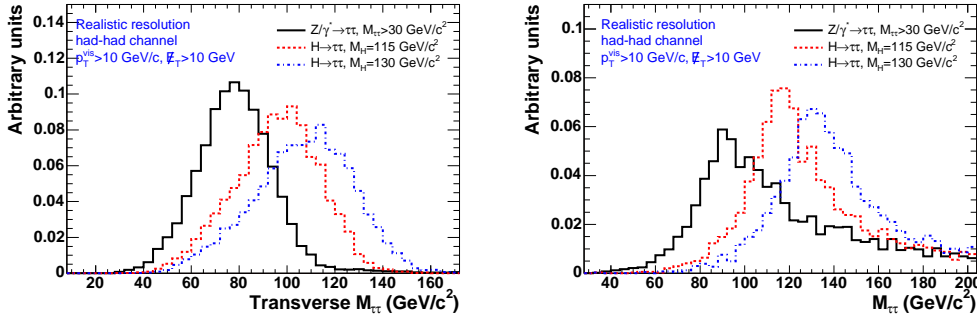 Arbitrary units
0.14
0.12
0.1
0.08
0.06
0.04
0.02
0
Realistic resolution
had-had channel
p_T^vis>10 GeV/c, E̸_T>10 GeV
Z/γ*→ττ, M_ττ>30 GeV/c²
H→ττ, M_H=115 GeV/c²
H→ττ, M_H=130 GeV/c²
20 40 60 80 100 120 140 160
Transverse M_ττ (GeV/c²)
Arbitrary units
0.1
0.08
0.06
0.04
0.02
0
Realistic resolution
had-had channel
p_T^vis>10 GeV/c, E̸_T>10 GeV
Z/γ*→ττ, M_ττ>30 GeV/c²
H→ττ, M_H=115 GeV/c²
H→ττ, M_H=130 GeV/c²
40 60 80 100 120 140 160 180 200
M_ττ (GeV/c²)